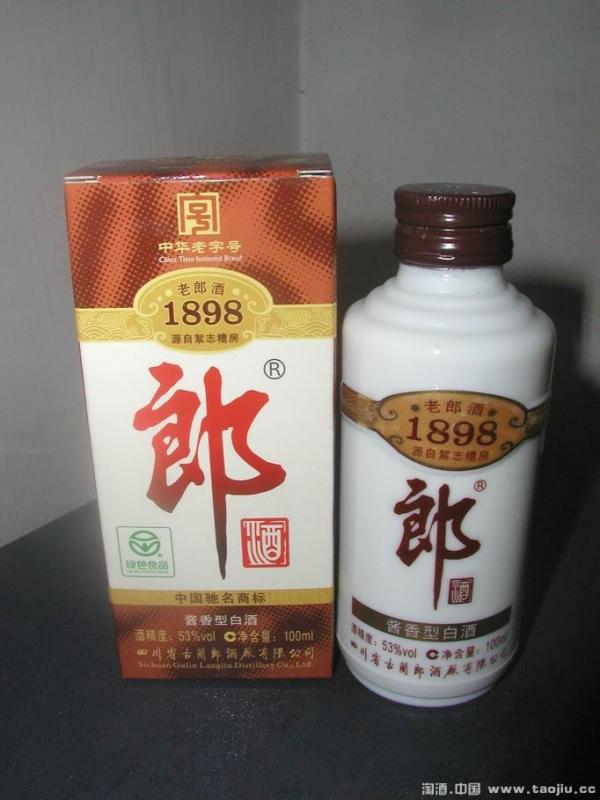 号
中华老字号
China Time-honored Brand
老郎酒
1898
源自絮志糟房
郎®
酒
绿色食品
中国驰名商标
酱香型白酒
酒精度：53%vol C净含量：100ml
四川省古蔺郎酒厂有限公司
Sichuan Gulin Langjiu Distillery Co., Ltd.
老郎酒
1898
源自絮志糟房
郎®
酒
酱香型白酒
酒精度：53%vol C净含量：100ml
四川省古蔺郎酒厂有限公司
淘酒.中国 www.taojiu.cc